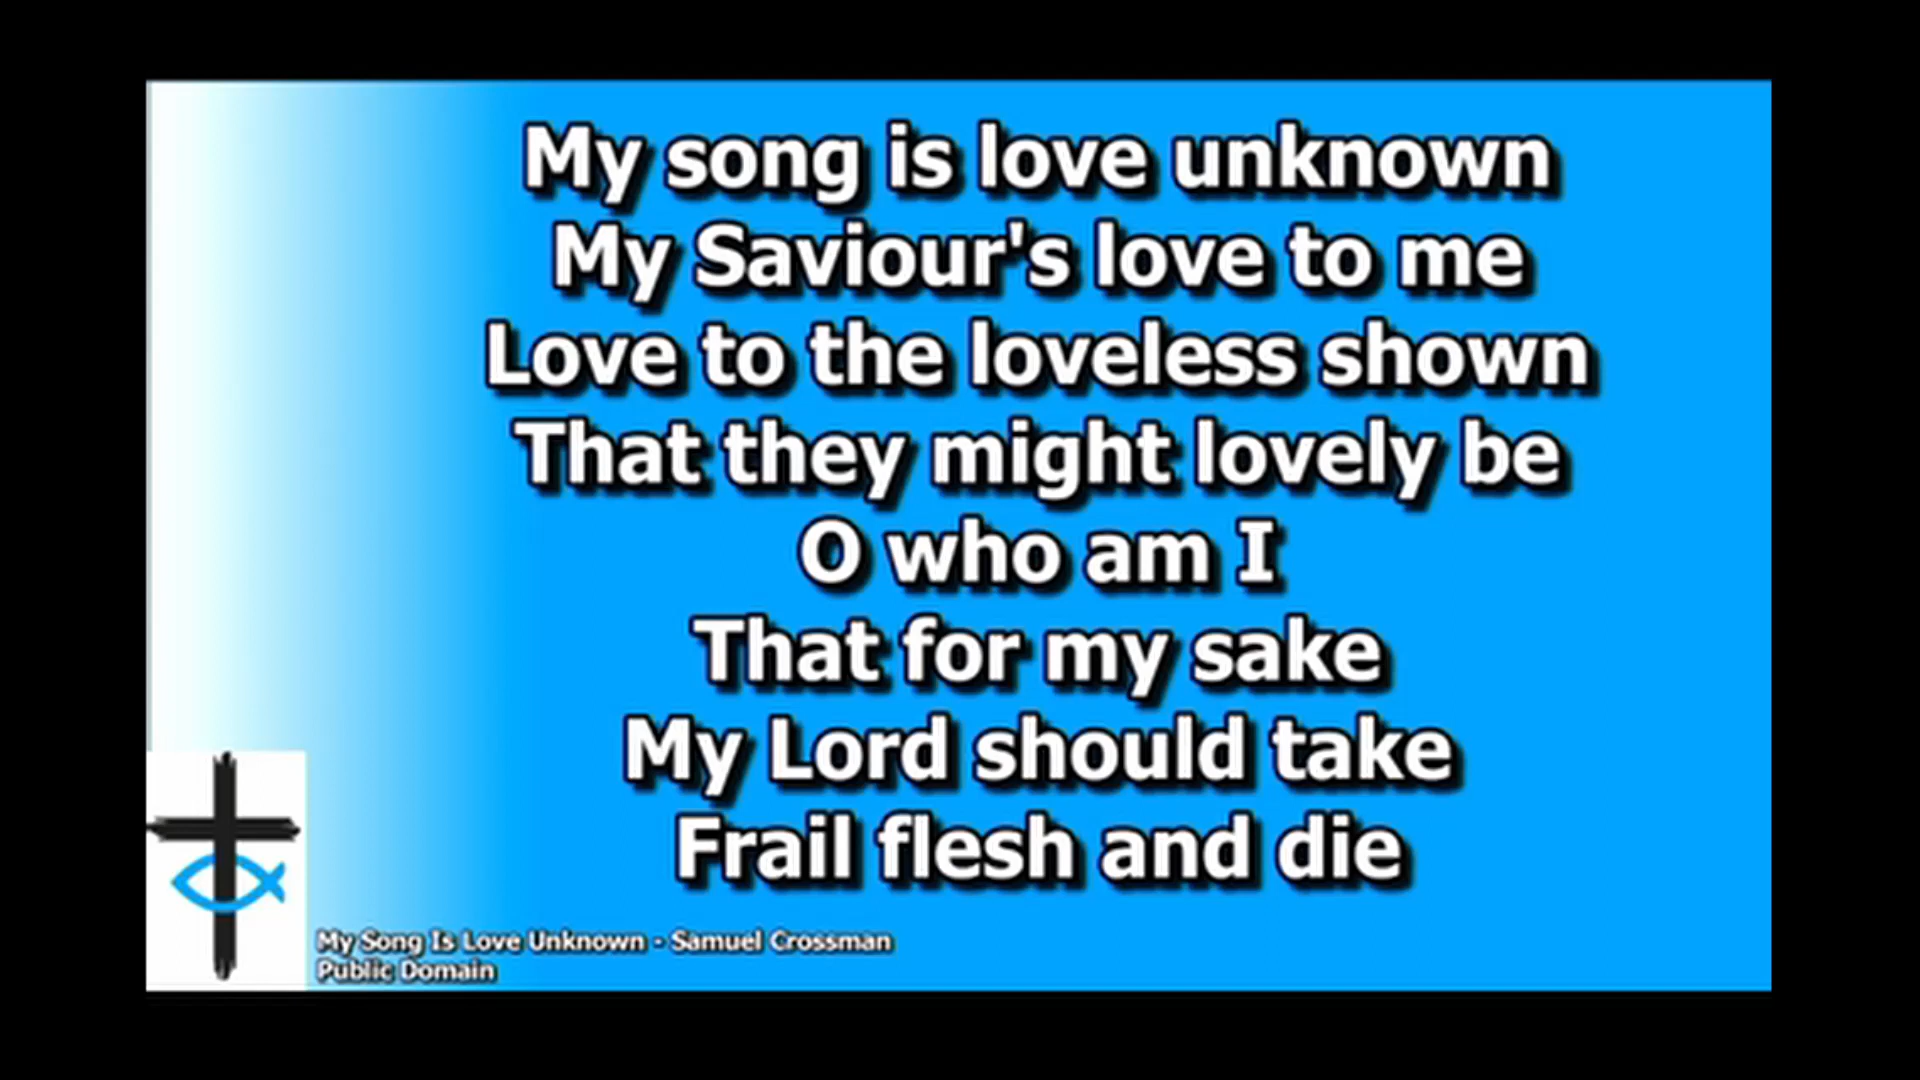 My song is love unknown
My Saviour's love to me
Love to the loveless shown
That they might lovely be
O who am I
That for my sake
My Lord should take
Frail flesh and die
My Song Is Love Unknown - Samuel Crossman
Public Domain